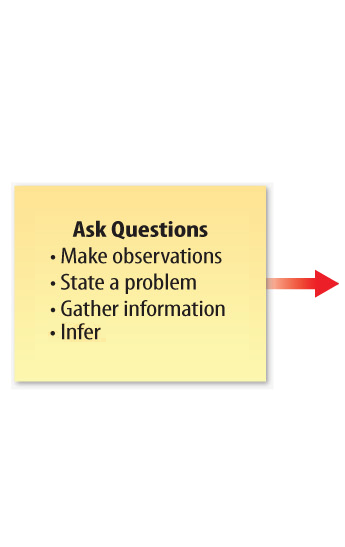 Ask Questions
• Make observations
• State a problem
• Gather information
• Infer